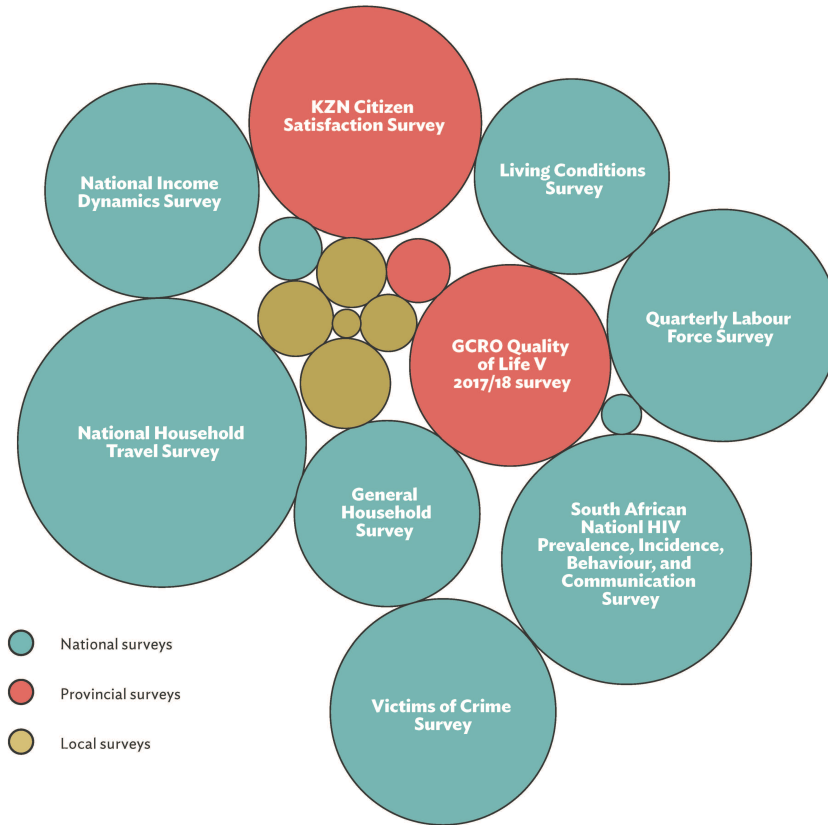 KZN Citizen
Satisfaction Survey
National Income
Dynamics Survey
Living Conditions
Survey
Quarterly Labour
Force Survey
GCRO Quality
of Life V
2017/18 survey
National Household
Travel Survey
General
Household
Survey
South African
Nationl HIV
Prevalence, Incidence,
Behaviour, and
Communication
Survey
Victims of Crime
Survey
National surveys
Provincial surveys
Local surveys